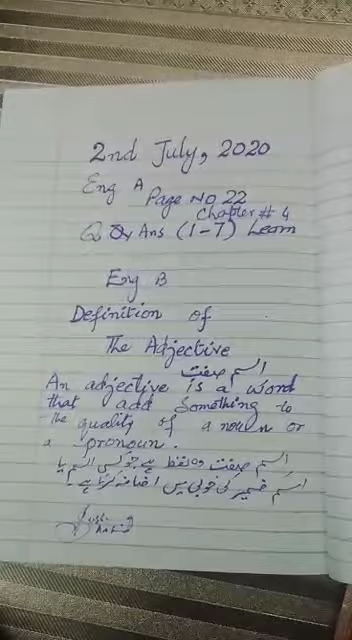 2nd July, 2020
Eng A Page No 22
Chapter # 4
Q Ans (1-7) Learn
Eng B
Definition of
The Adjective
اسم صفت
An adjective is a word
that add something to
the quality of a noun or
a pronoun.
اسم صفت وہ لفظ ہے جو کسی اسم یا
اسم ضمیر کی خوبی میں اضافہ کرتا ہے